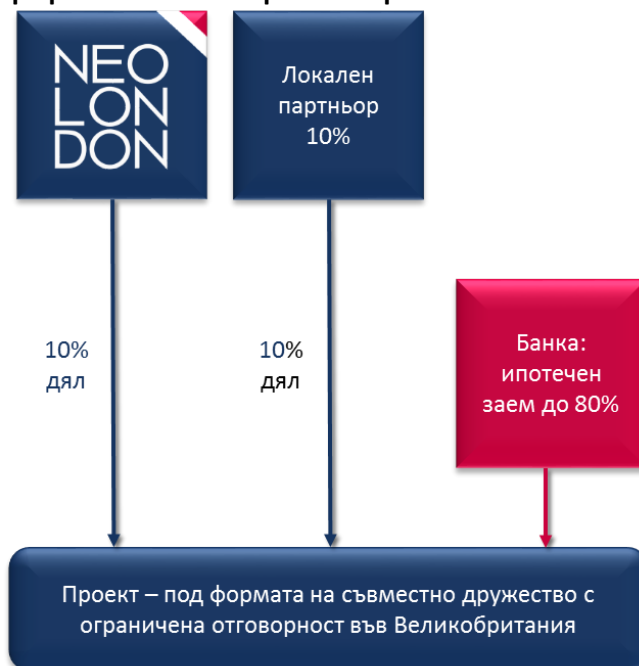 NEO
LON
DON
Локален
партньор
10%
10%
дял
10%
дял
Банка:
ипотечен
заем до 80%
Проект – под формата на съвместно дружество с
ограничена отговорност във Великобритания